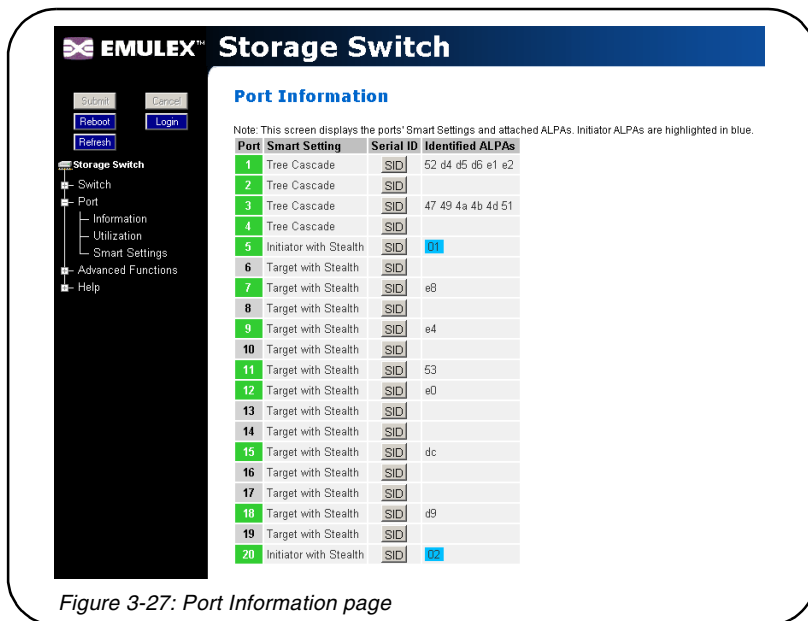 EMULEX™ Storage Switch
Submit Cancel
Reboot Login
Refresh
Storage Switch
Switch
Port
Information
Utilization
Smart Settings
Advanced Functions
Help
Port Information
Note: This screen displays the ports' Smart Settings and attached ALPAs. Initiator ALPAs are highlighted in blue.
Port Smart Setting Serial ID Identified ALPAs
1 Tree Cascade SID 52 d4 d5 d6 e1 e2
2 Tree Cascade SID
3 Tree Cascade SID 47 49 4a 4b 4d 51
4 Tree Cascade SID
5 Initiator with Stealth SID 01
6 Target with Stealth SID
7 Target with Stealth SID e8
8 Target with Stealth SID
9 Target with Stealth SID e4
10 Target with Stealth SID
11 Target with Stealth SID 53
12 Target with Stealth SID e0
13 Target with Stealth SID
14 Target with Stealth SID
15 Target with Stealth SID dc
16 Target with Stealth SID
17 Target with Stealth SID
18 Target with Stealth SID d9
19 Target with Stealth SID
20 Initiator with Stealth SID 02
Figure 3-27: Port Information page